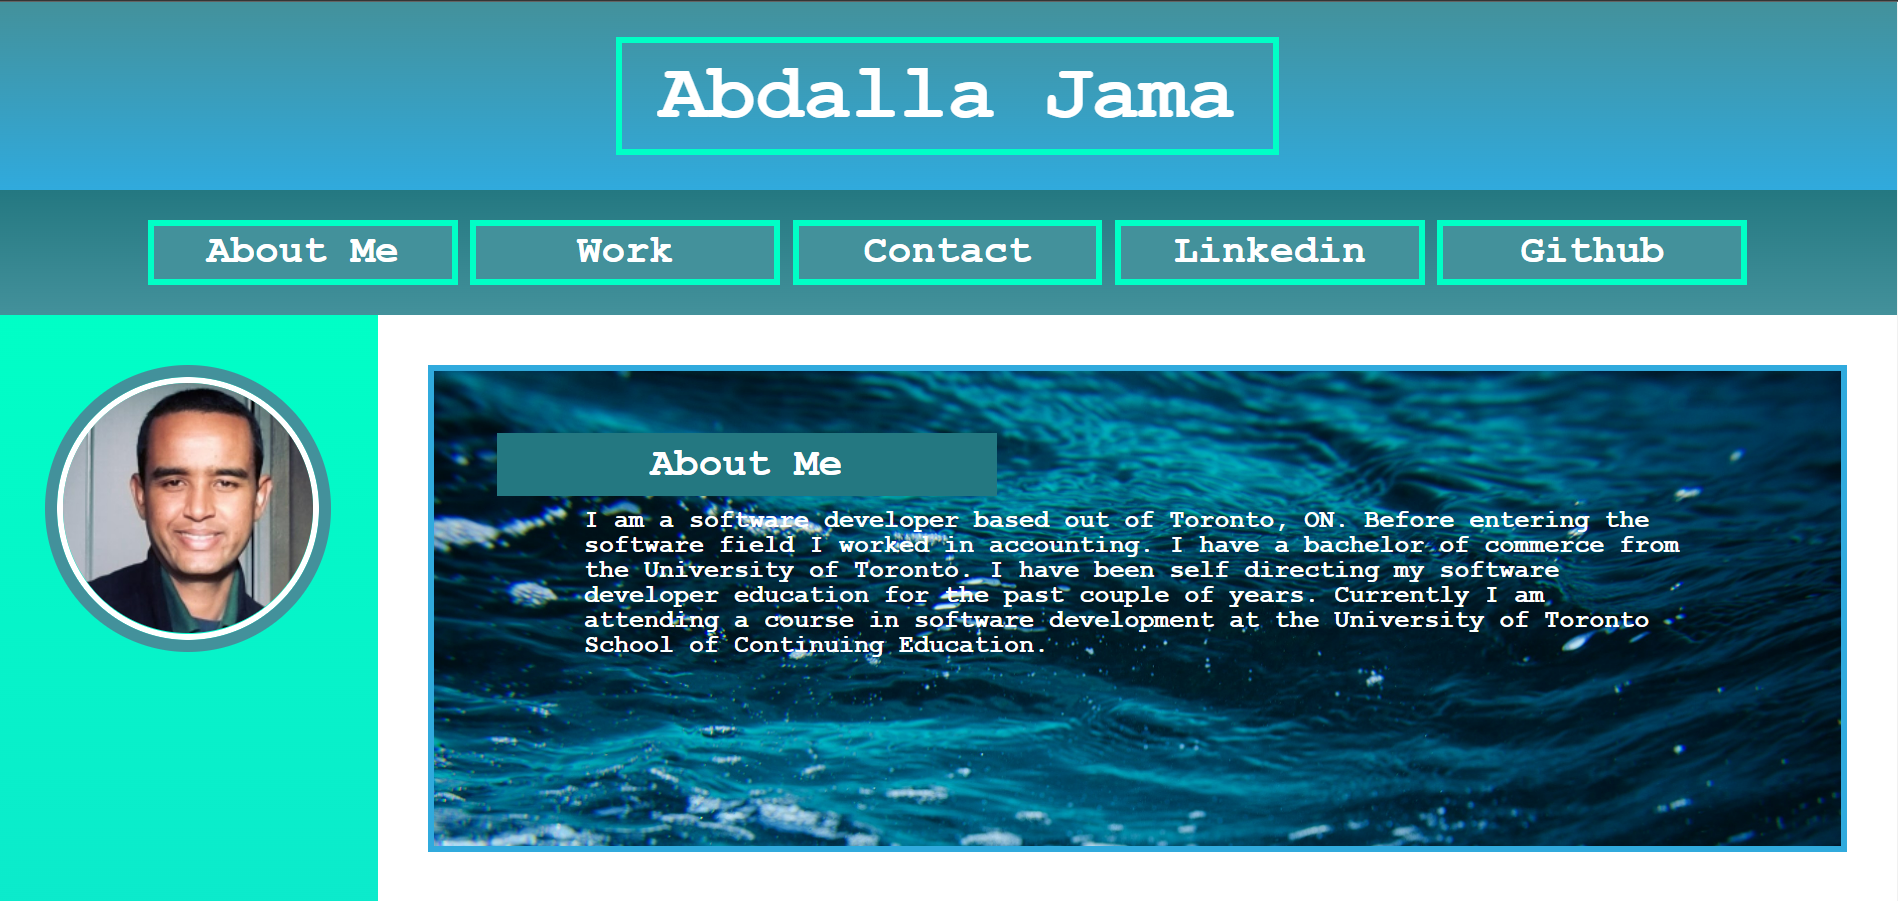 Abdalla Jama
About Me
Work
Contact
Linkedin
Github
About Me
I am a software developer based out of Toronto, ON. Before entering the
software field I worked in accounting. I have a bachelor of commerce from
the University of Toronto. I have been self directing my software
developer education for the past couple of years. Currently I am
attending a course in software development at the University of Toronto
School of Continuing Education.